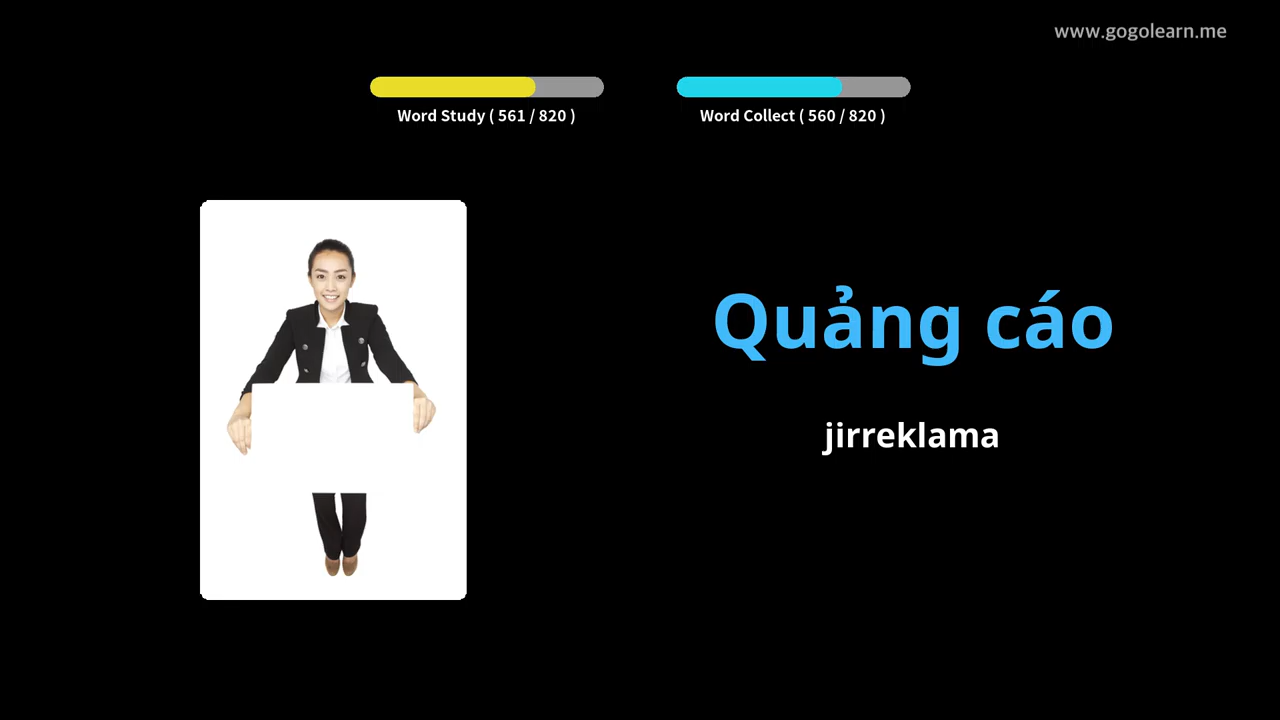 www.gogolearn.me
Word Study ( 561 / 820 )
Word Collect ( 560 / 820 )
Quảng cáo
jirreklama